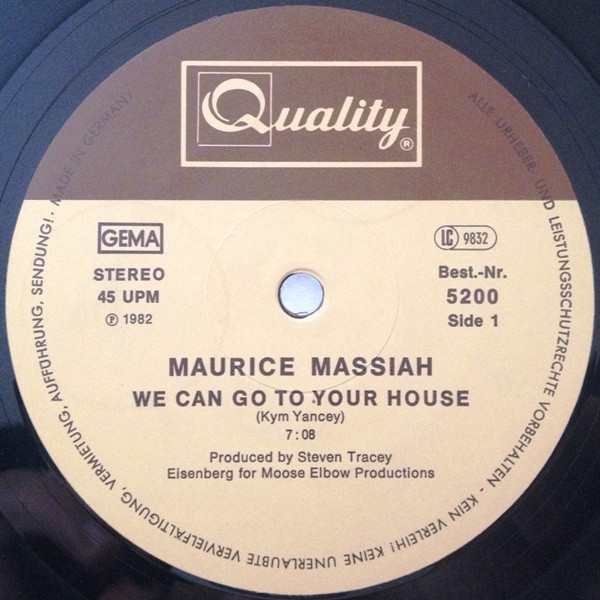 Quality®
GEMA
STEREO
45 UPM
℗ 1982
LC 9832
Best.-Nr.
5200
Side 1
MAURICE MASSIAH
WE CAN GO TO YOUR HOUSE
(Kym Yancey)
7:08
Produced by Steven Tracey
Eisenberg for Moose Elbow Productions
ALLE URHEBER- UND LEISTUNGSSCHUTZRECHTE VORBEHALTEN - KEIN VERLEIH! KEINE UNERLAUBTE VERVIELFÄLTIGUNG, VERMIETUNG, AUFFÜHRUNG, SENDUNG! · MADE IN GERMANY